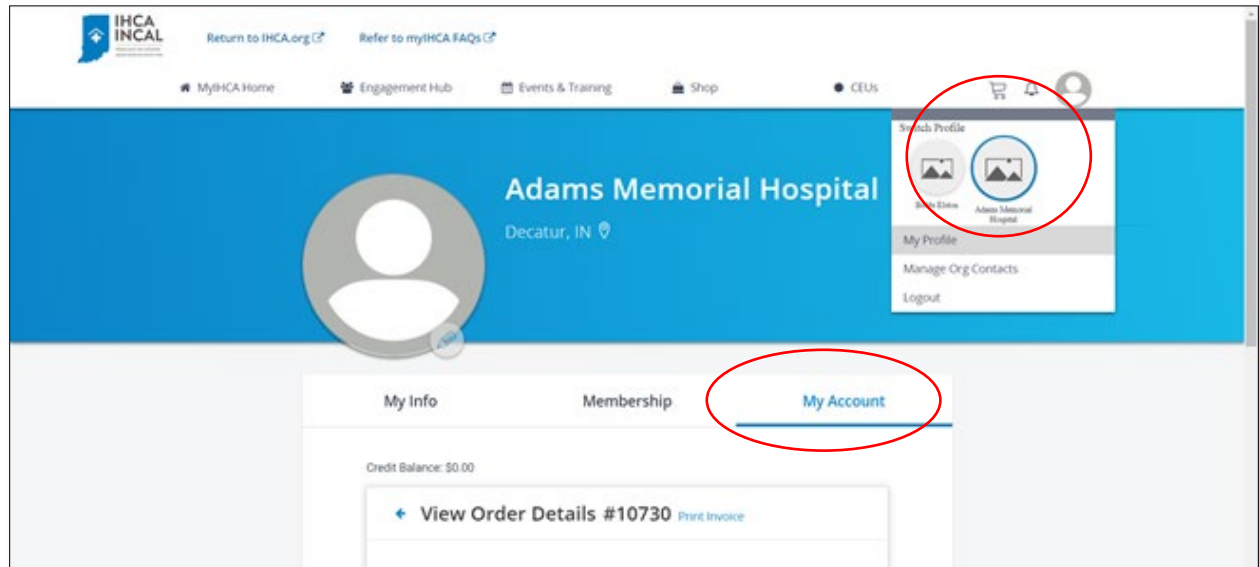 IHCA
INCAL
Return to IHCA.org
Refer to myIHCA FAQs
MyIHCA Home
Engagement Hub
Events & Training
Shop
CEUs
Switch Profile
Adams Memorial
Hospital
My Profile
Manage Org Contacts
Logout
Adams Memorial Hospital
Decatur, IN
My Info
Membership
My Account
Credit Balance: $0.00
View Order Details #10730 Print Invoice